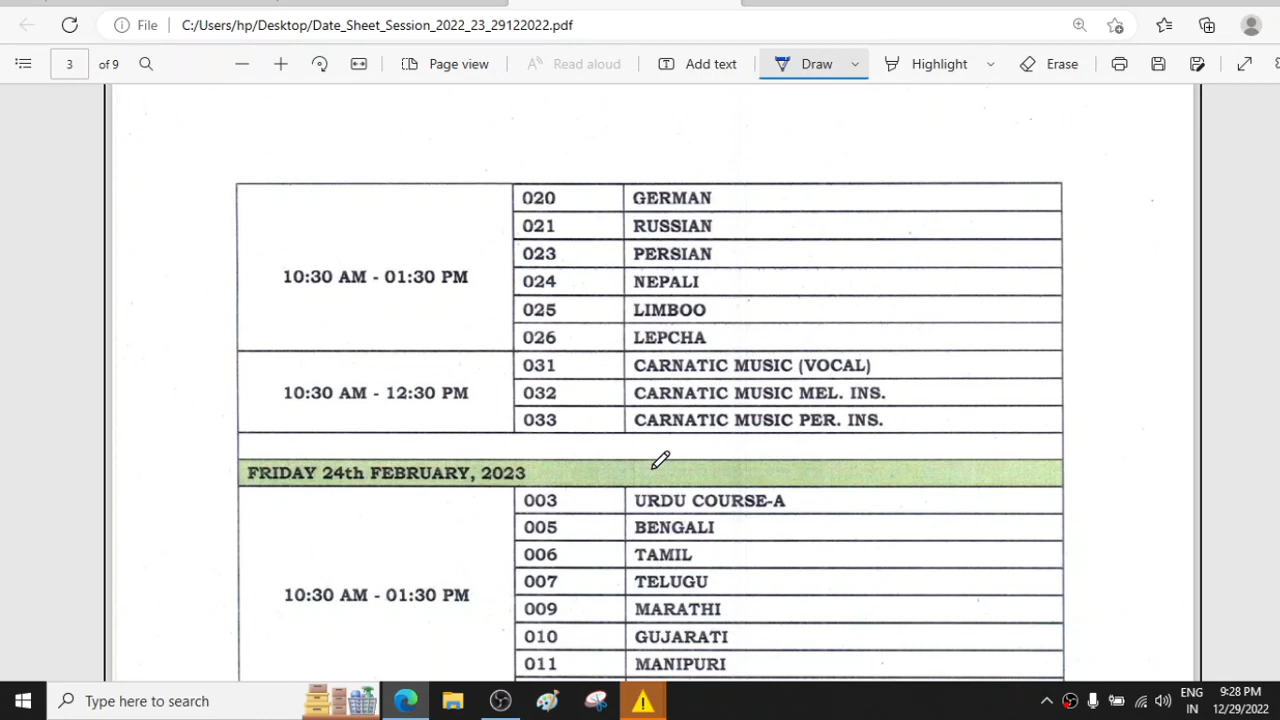 File C:/Users/hp/Desktop/Date_Sheet_Session_2022_23_29122022.pdf
3 of 9 Page view Read aloud Add text Draw Highlight Erase
10:30 AM - 01:30 PM
020 GERMAN
021 RUSSIAN
023 PERSIAN
024 NEPALI
025 LIMBOO
026 LEPCHA
10:30 AM - 12:30 PM
031 CARNATIC MUSIC (VOCAL)
032 CARNATIC MUSIC MEL. INS.
033 CARNATIC MUSIC PER. INS.
FRIDAY 24th FEBRUARY, 2023
10:30 AM - 01:30 PM
003 URDU COURSE-A
005 BENGALI
006 TAMIL
007 TELUGU
009 MARATHI
010 GUJARATI
011 MANIPURI
Type here to search
ENG
IN
9:28 PM
12/29/2022